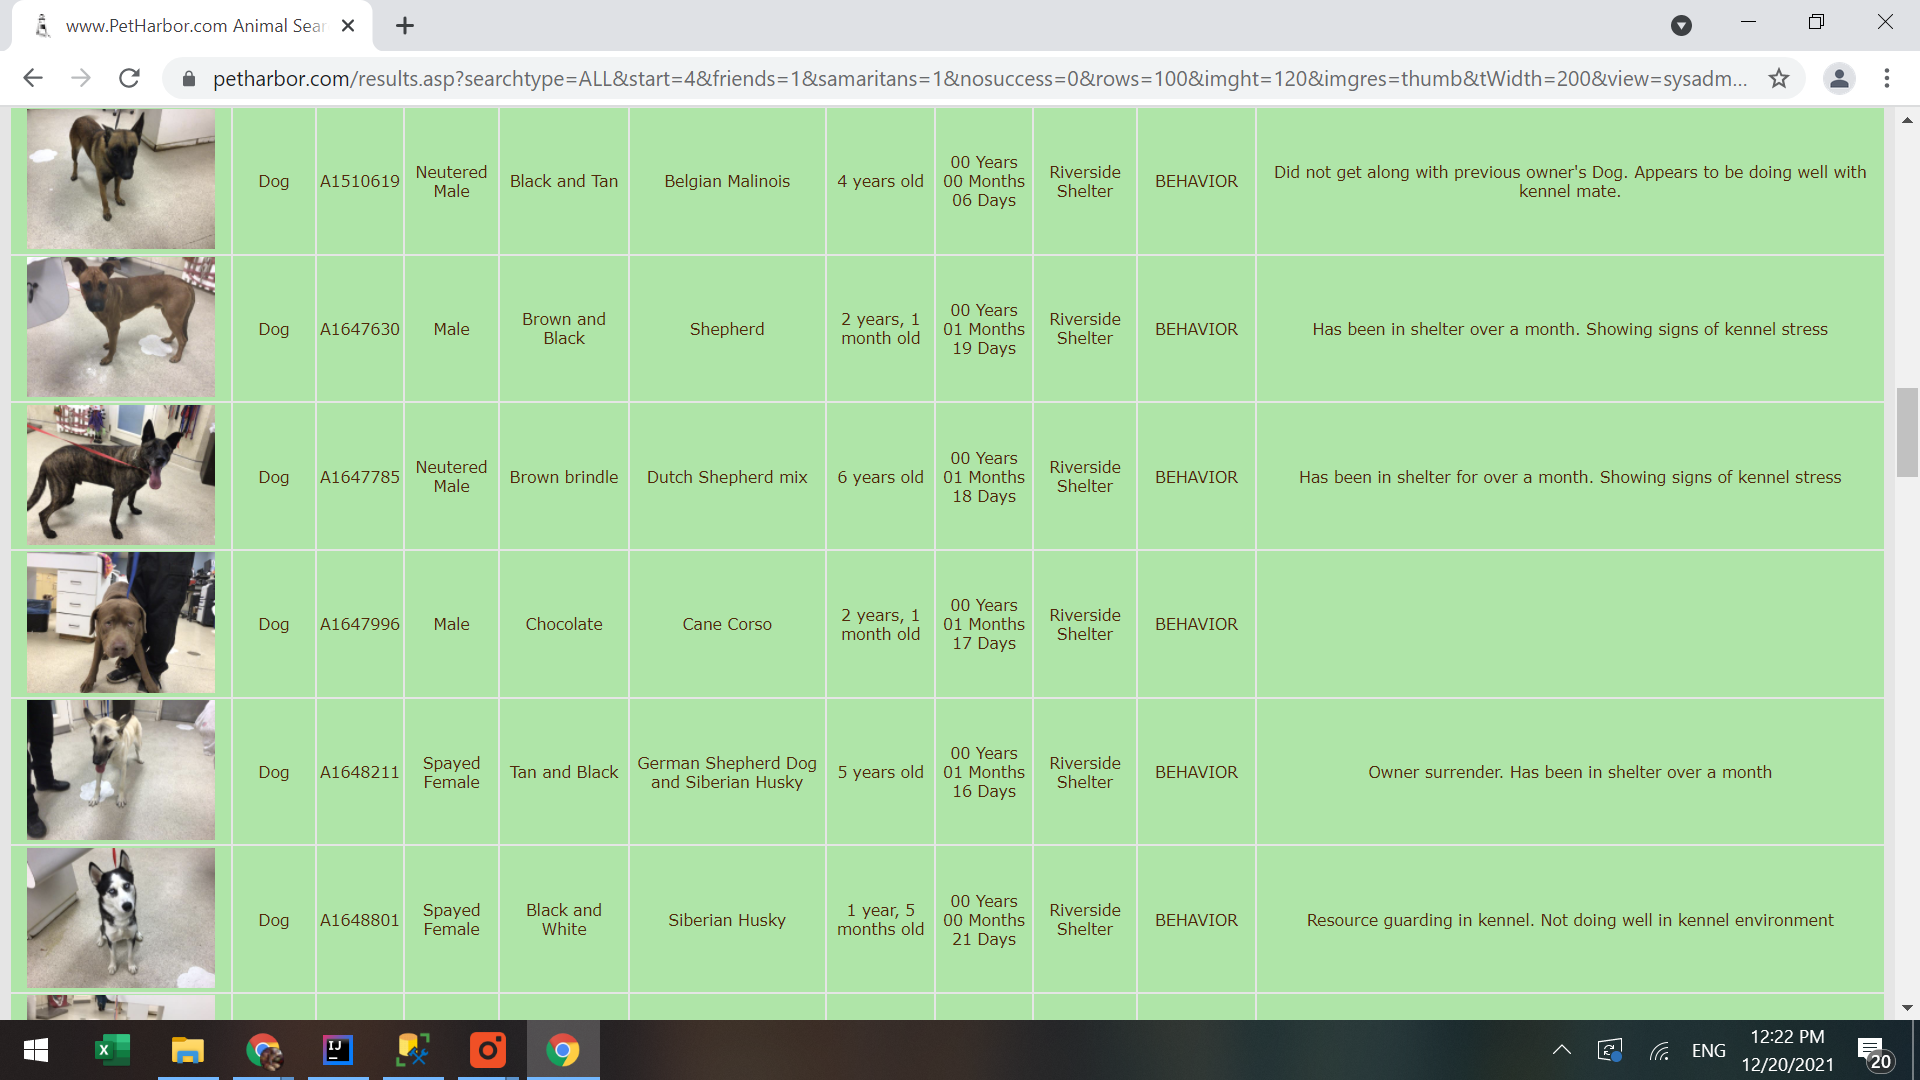 www.PetHarbor.com Animal Sear
petharbor.com/results.asp?searchtype=ALL&start=4&friends=1&samaritans=1&nosuccess=0&rows=100&imght=120&imgres=thumb&tWidth=200&view=sysadm...
Dog A1510619 Neutered Male Black and Tan Belgian Malinois 4 years old 00 Years 00 Months 06 Days Riverside Shelter BEHAVIOR Did not get along with previous owner's Dog. Appears to be doing well with kennel mate.
Dog A1647630 Male Brown and Black Shepherd 2 years, 1 month old 00 Years 01 Months 19 Days Riverside Shelter BEHAVIOR Has been in shelter over a month. Showing signs of kennel stress
Dog A1647785 Neutered Male Brown brindle Dutch Shepherd mix 6 years old 00 Years 01 Months 18 Days Riverside Shelter BEHAVIOR Has been in shelter for over a month. Showing signs of kennel stress
Dog A1647996 Male Chocolate Cane Corso 2 years, 1 month old 00 Years 01 Months 17 Days Riverside Shelter BEHAVIOR
Dog A1648211 Spayed Female Tan and Black German Shepherd Dog and Siberian Husky 5 years old 00 Years 01 Months 16 Days Riverside Shelter BEHAVIOR Owner surrender. Has been in shelter over a month
Dog A1648801 Spayed Female Black and White Siberian Husky 1 year, 5 months old 00 Years 00 Months 21 Days Riverside Shelter BEHAVIOR Resource guarding in kennel. Not doing well in kennel environment
X
IJ
ENG
12:22 PM
12/20/2021
20